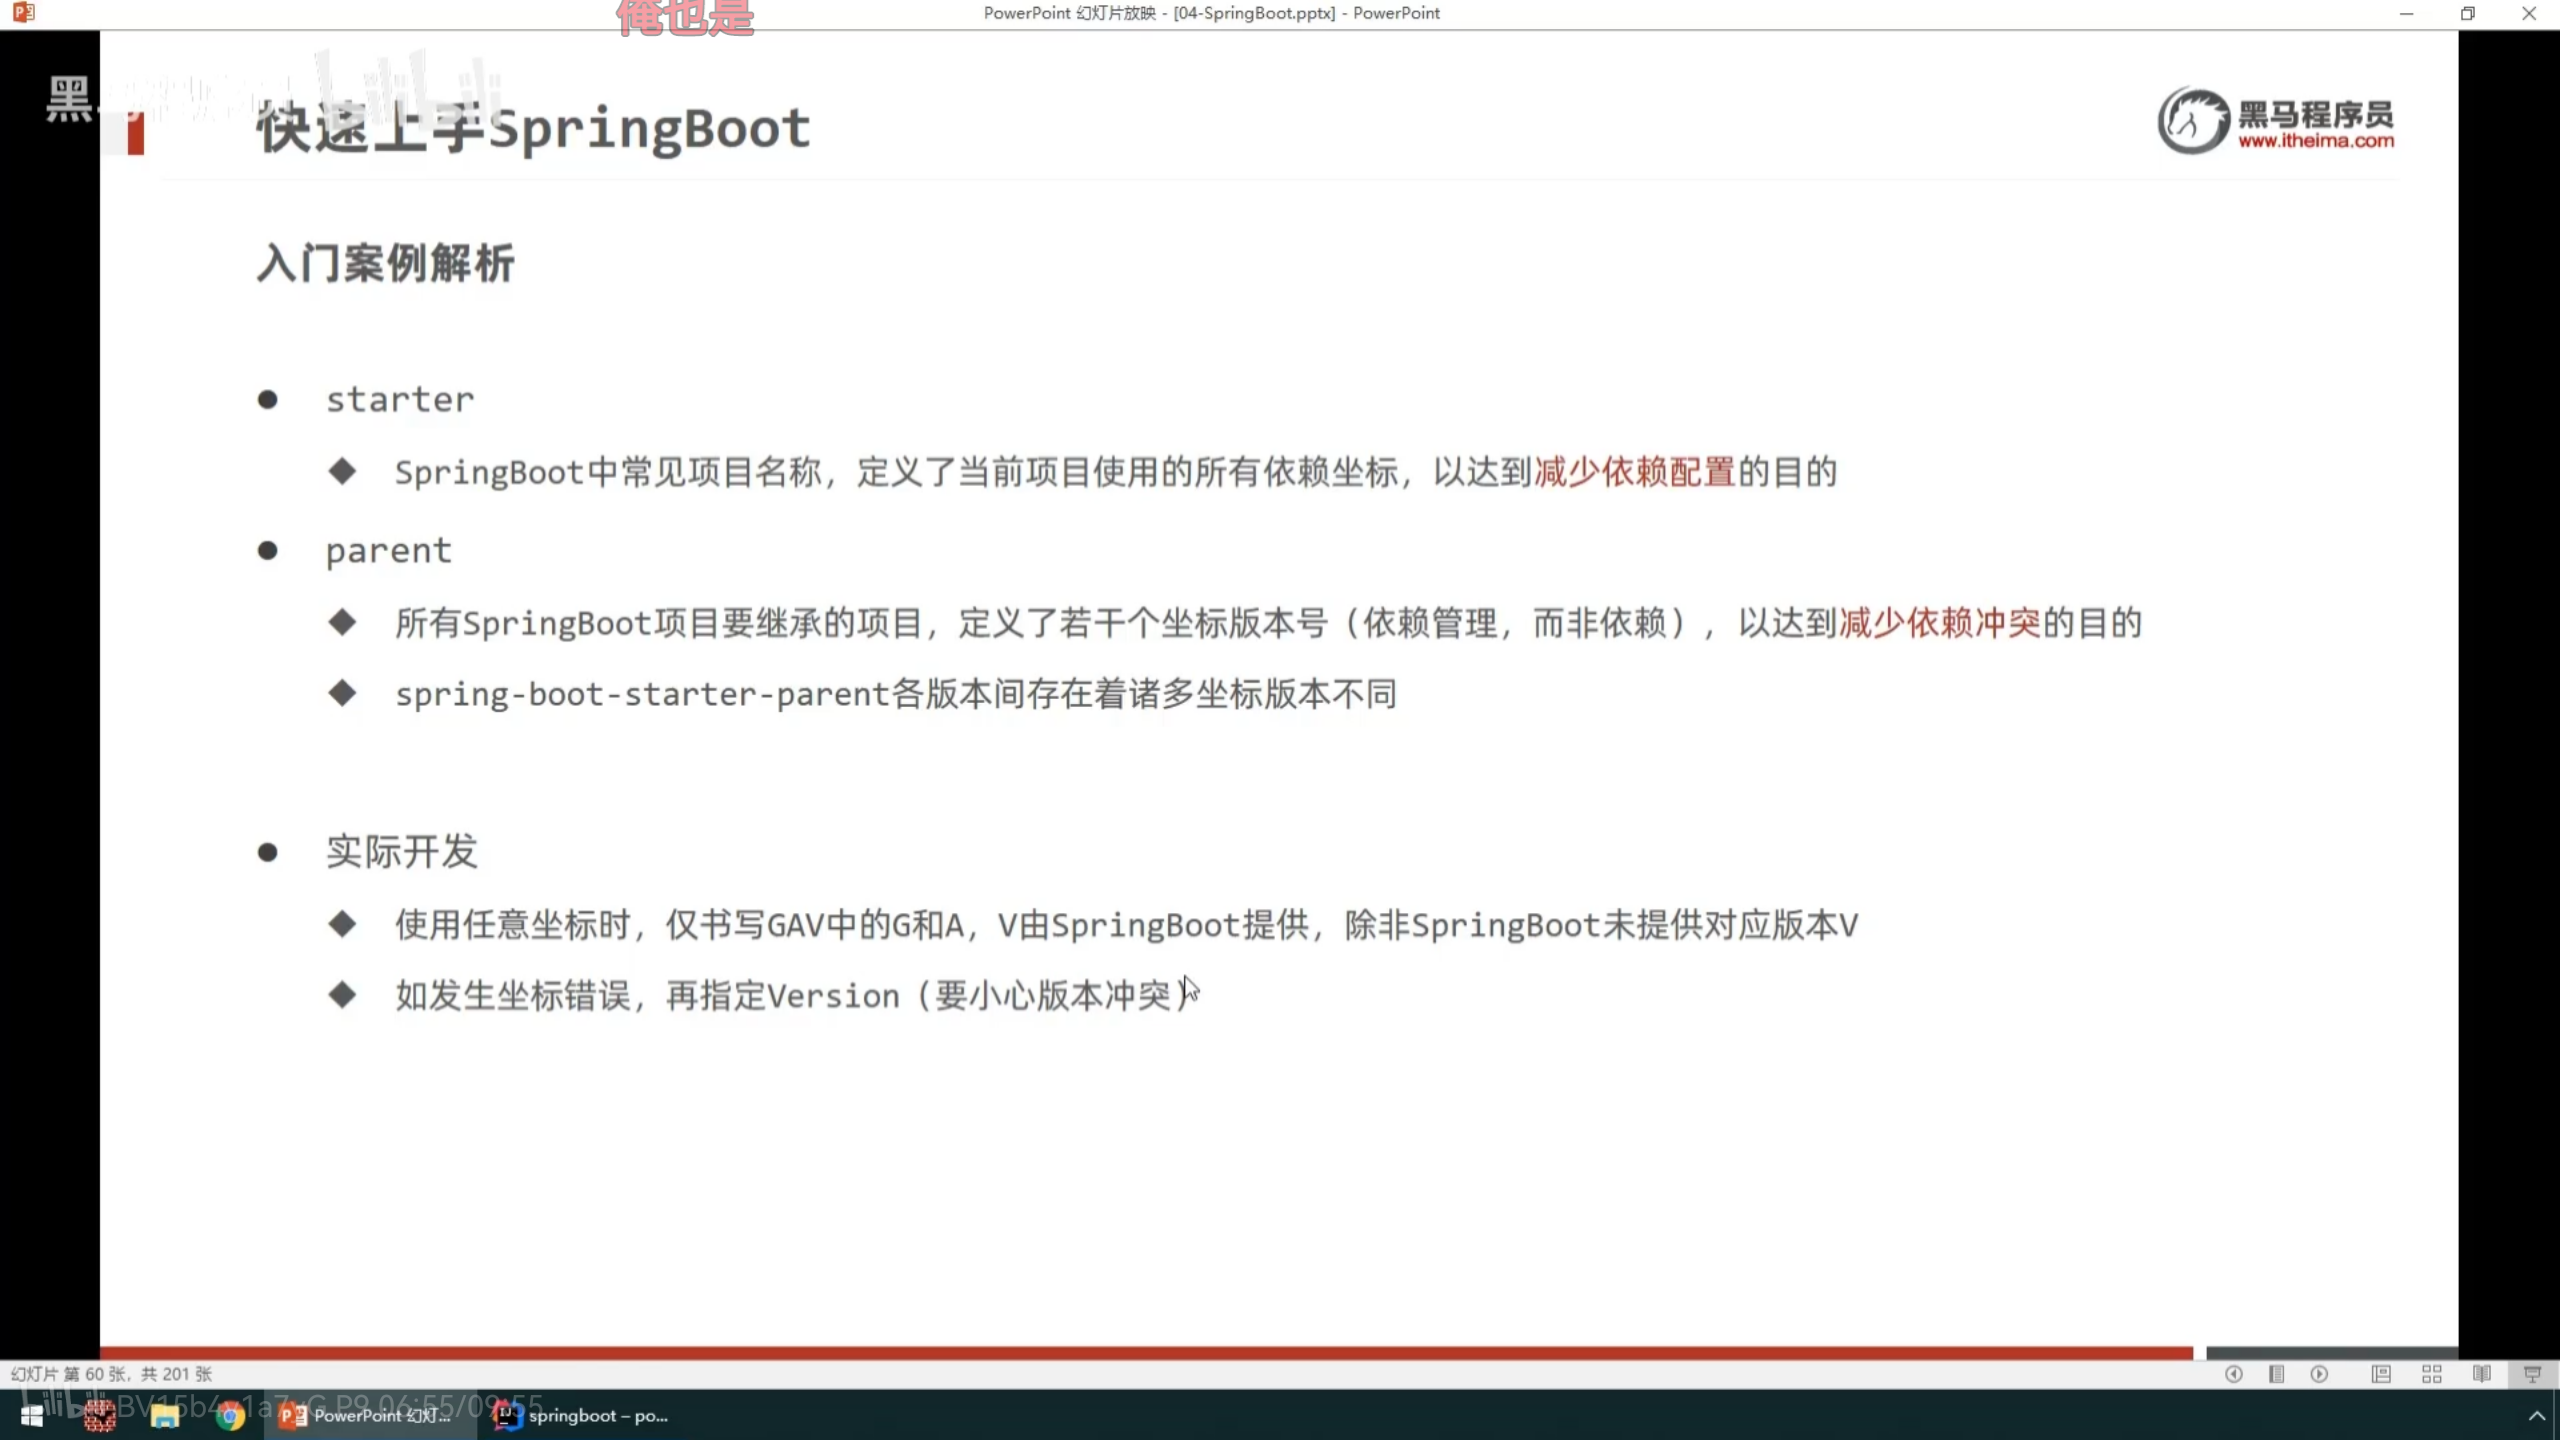 俺也是
PowerPoint 幻灯片放映 - [04-SpringBoot.pptx] - PowerPoint
快速上手SpringBoot
黑马程序员
www.itheima.com
入门案例解析
starter
SpringBoot中常见项目名称，定义了当前项目使用的所有依赖坐标，以达到减少依赖配置的目的
parent
所有SpringBoot项目要继承的项目，定义了若干个坐标版本号（依赖管理，而非依赖），以达到减少依赖冲突的目的
spring-boot-starter-parent各版本间存在着诸多坐标版本不同
实际开发
使用任意坐标时，仅书写GAV中的G和A，V由SpringBoot提供，除非SpringBoot未提供对应版本V
如发生坐标错误，再指定Version（要小心版本冲突）
幻灯片 第 60 张，共 201 张
P9 06:55/09:55
PowerPoint 幻灯...
springboot – po...